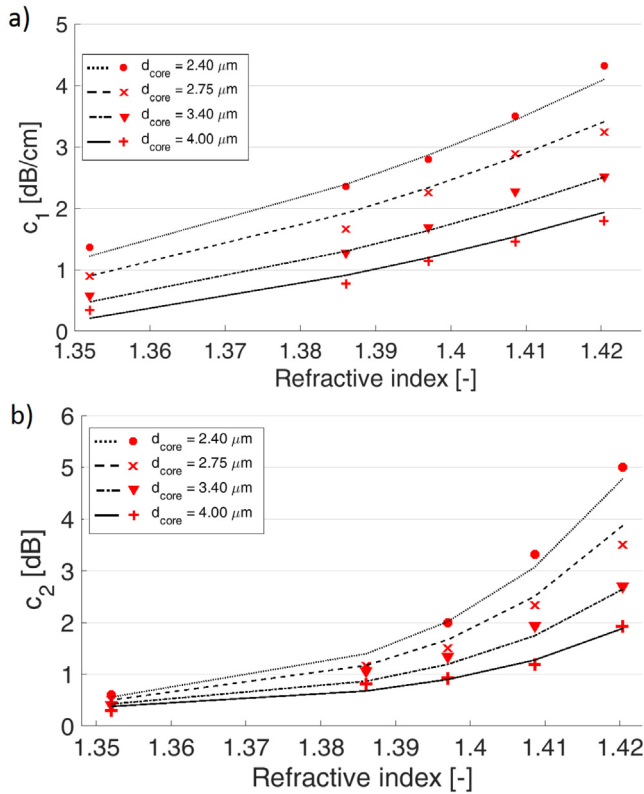 a)
5
4
3
2
1
0
c1 [dB/cm]
d_core = 2.40 μm
d_core = 2.75 μm
d_core = 3.40 μm
d_core = 4.00 μm
1.35 1.36 1.37 1.38 1.39 1.4 1.41 1.42
Refractive index [-]
b)
6
5
4
3
2
1
0
c2 [dB]
d_core = 2.40 μm
d_core = 2.75 μm
d_core = 3.40 μm
d_core = 4.00 μm
1.35 1.36 1.37 1.38 1.39 1.4 1.41 1.42
Refractive index [-]